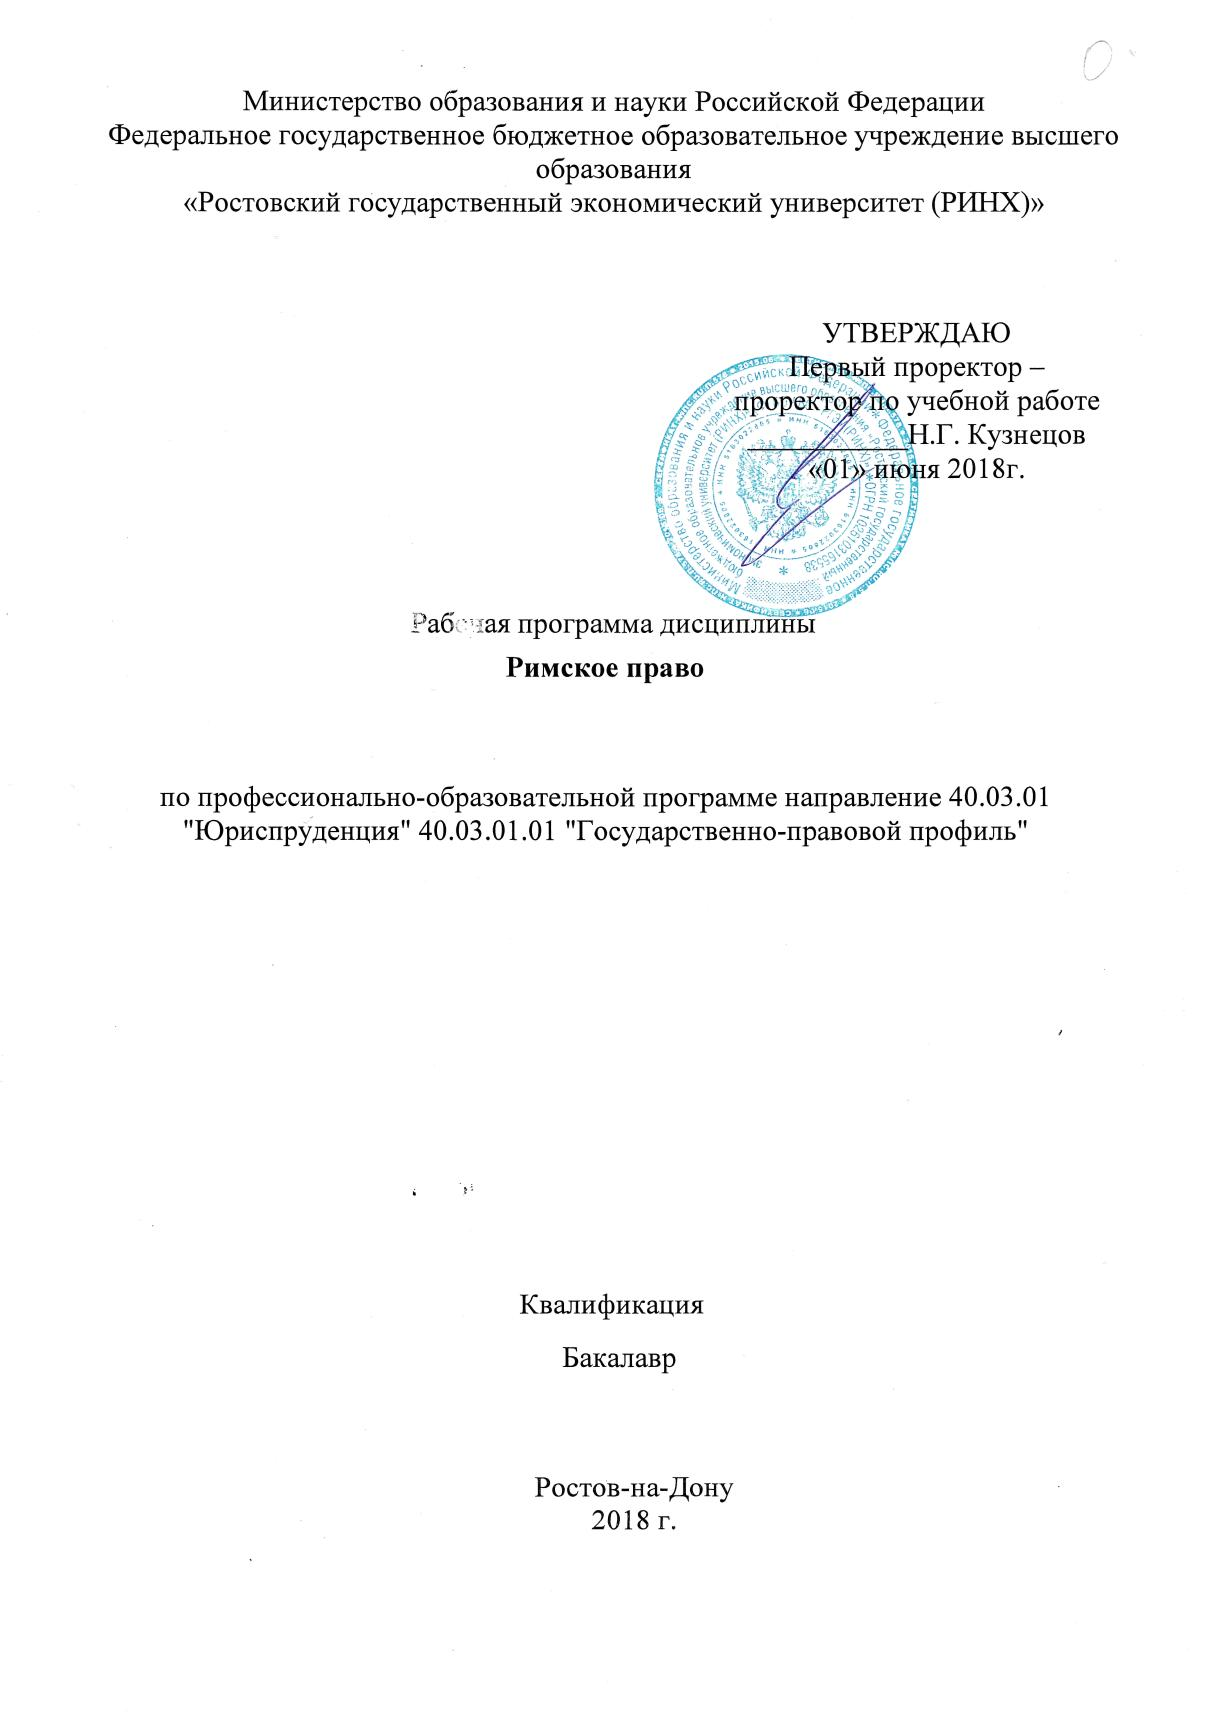 Министерство образования и науки Российской Федерации
Федеральное государственное бюджетное образовательное учреждение высшего
образования
«Ростовский государственный экономический университет (РИНХ)»
УТВЕРЖДАЮ
Первый проректор –
проректор по учебной работе
Н.Г. Кузнецов
«01» июня 2018г.
Рабочая программа дисциплины
Римское право
по профессионально-образовательной программе направление 40.03.01
"Юриспруденция" 40.03.01.01 "Государственно-правовой профиль"
Квалификация
Бакалавр
Ростов-на-Дону
2018 г.